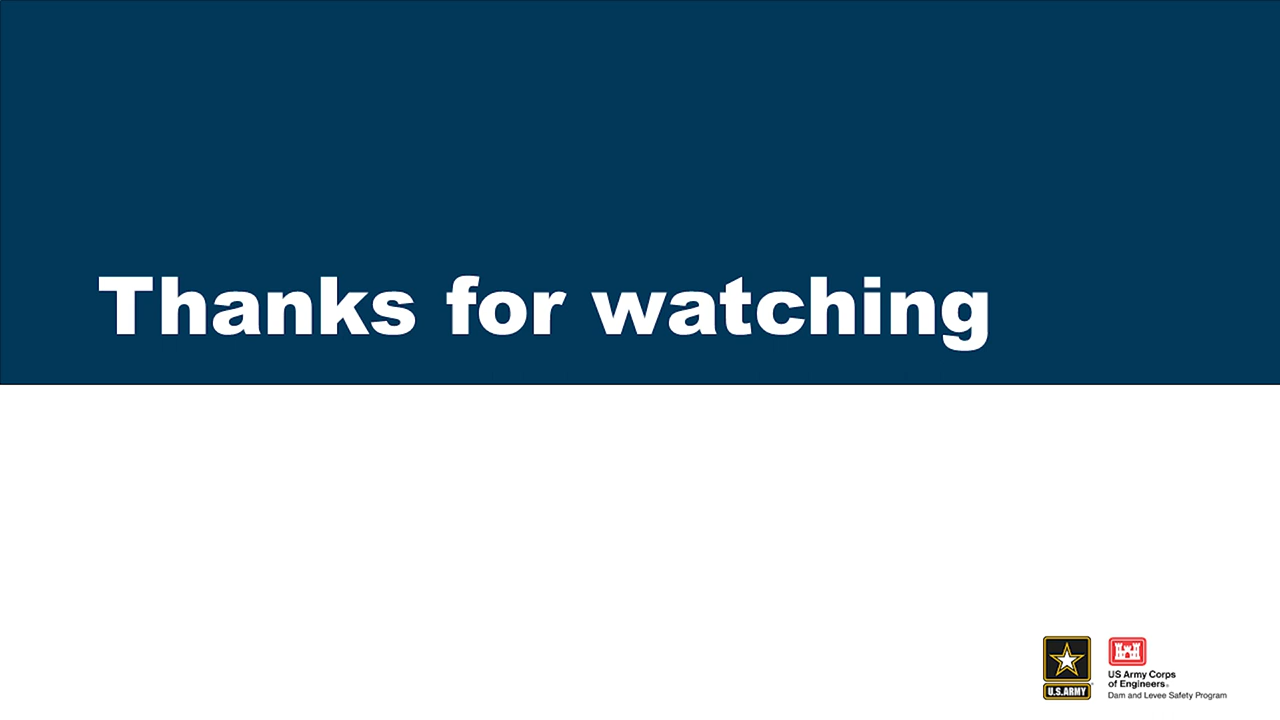 Thanks for watching
U.S.ARMY
US Army Corps
of Engineers®
Dam and Levee Safety Program